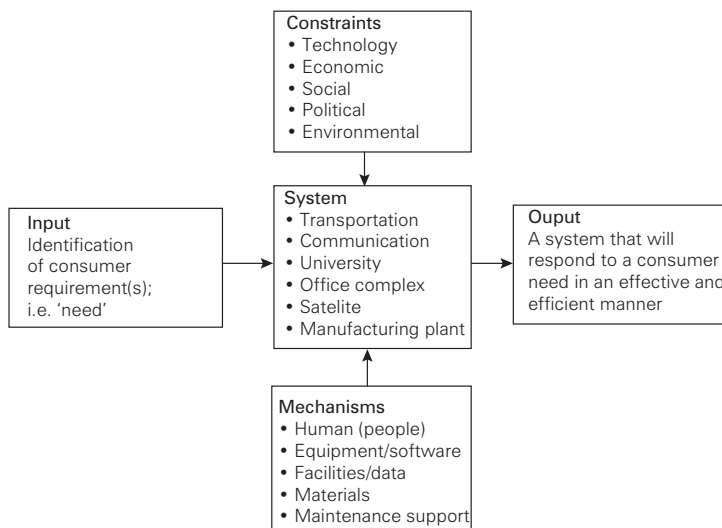 Constraints
• Technology
• Economic
• Social
• Political
• Environmental
Input
Identification
of consumer
requirement(s);
i.e. ‘need’
System
• Transportation
• Communication
• University
• Office complex
• Satelite
• Manufacturing plant
Ouput
A system that will
respond to a consumer
need in an effective and
efficient manner
Mechanisms
• Human (people)
• Equipment/software
• Facilities/data
• Materials
• Maintenance support